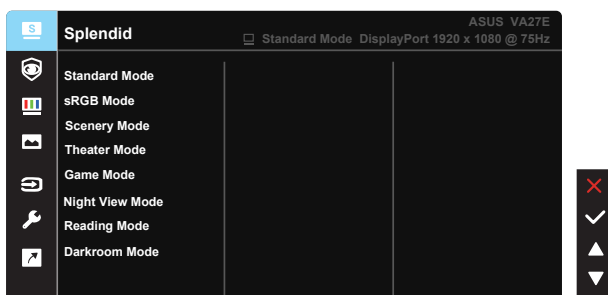 S
Splendid
ASUS VA27E
Standard Mode DisplayPort 1920 x 1080 @ 75Hz
Standard Mode
sRGB Mode
Scenery Mode
Theater Mode
Game Mode
Night View Mode
Reading Mode
Darkroom Mode